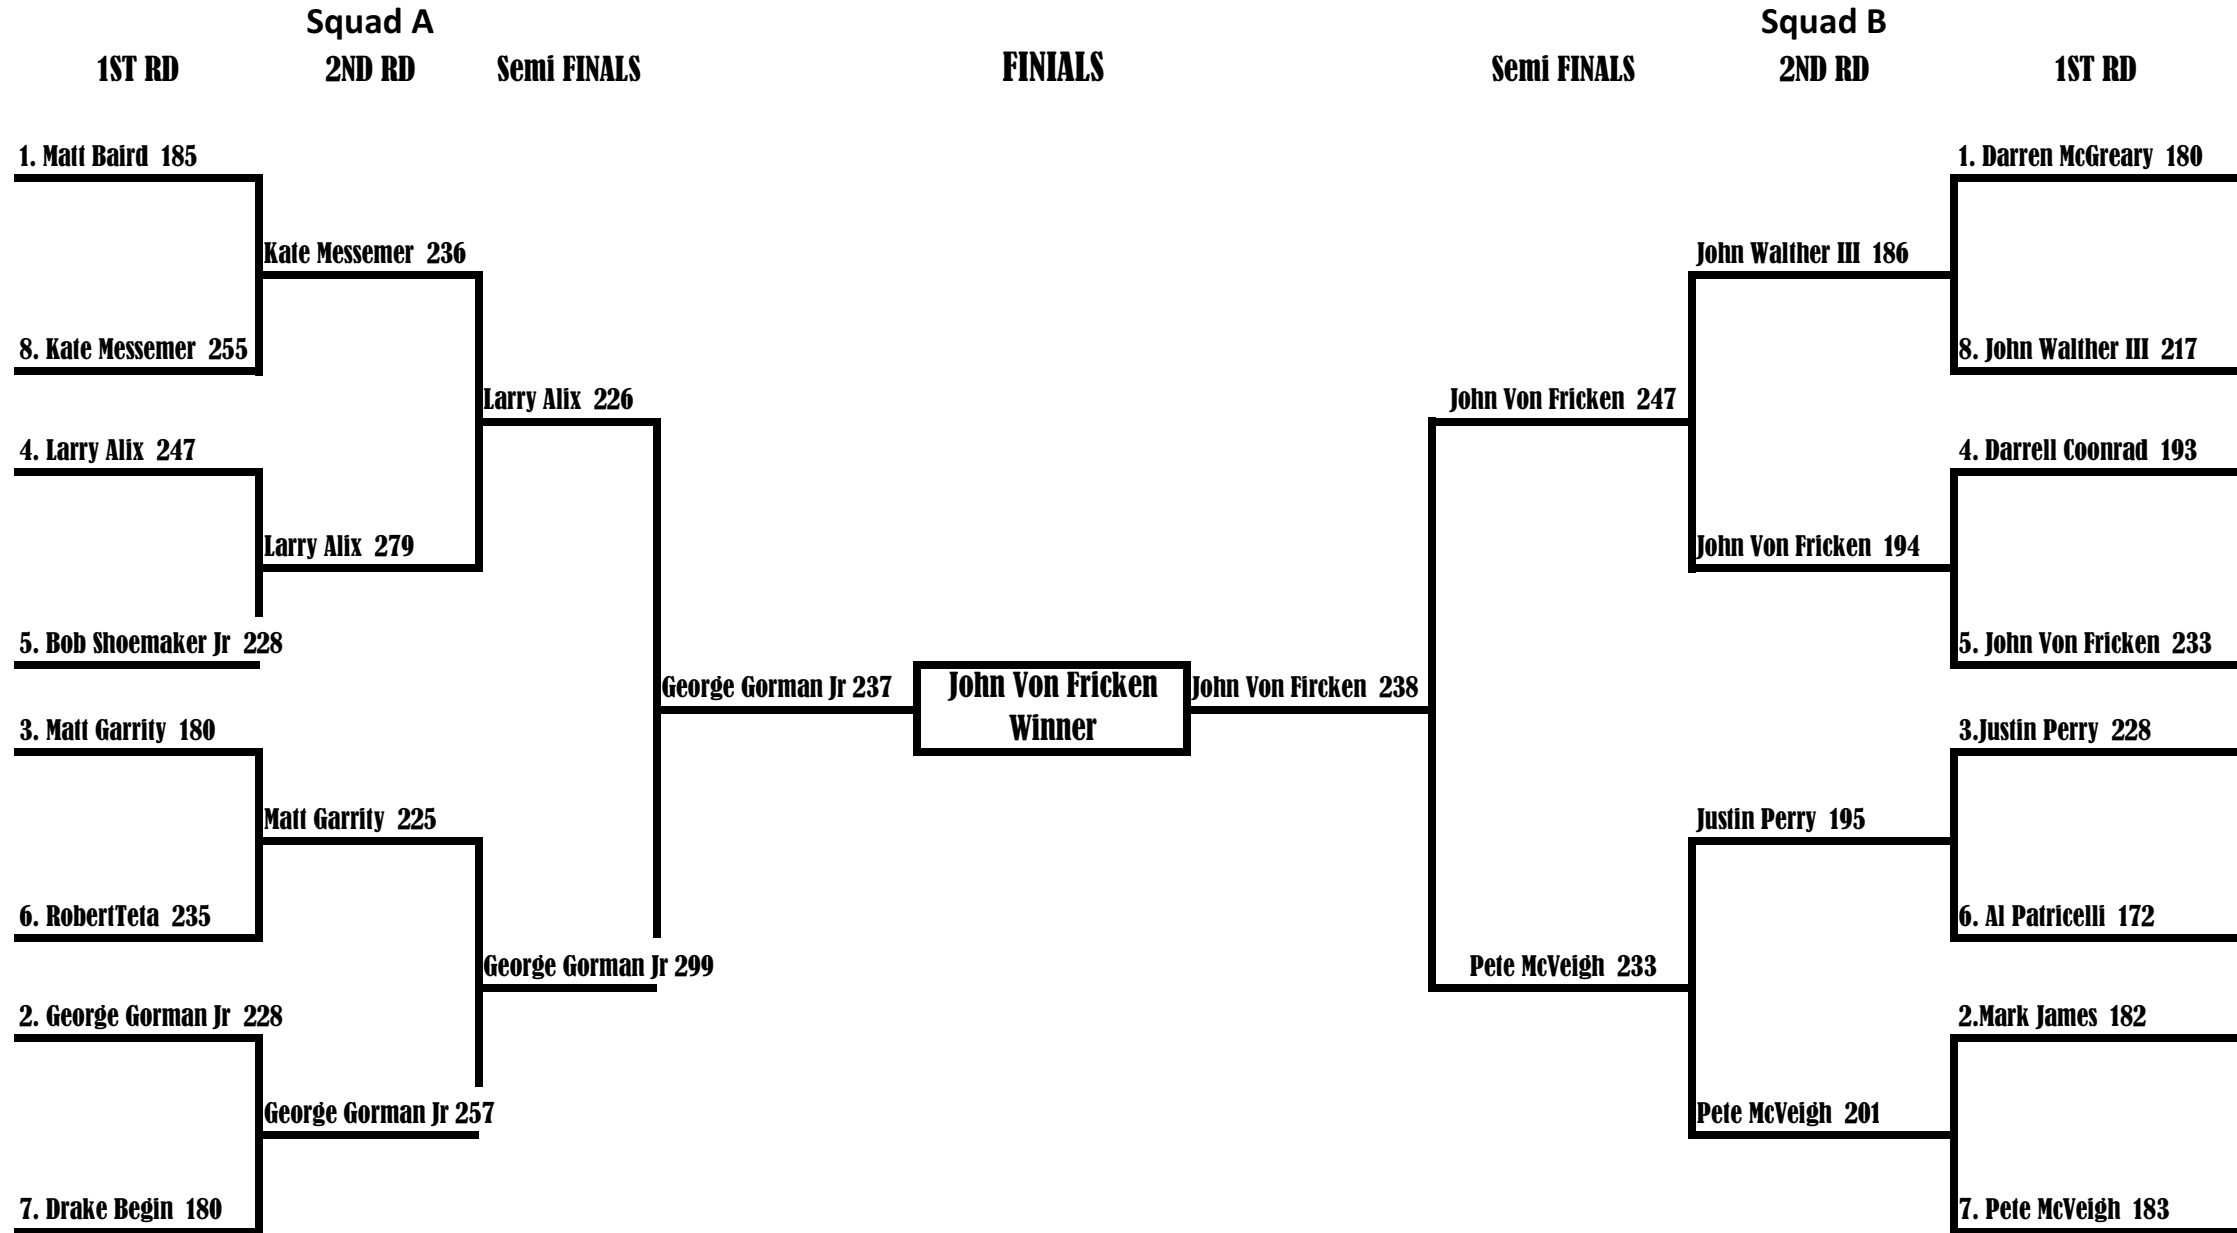 Squad A
Squad B
1ST RD
2ND RD
Semi FINALS
FINIALS
Semi FINALS
2ND RD
1ST RD
1. Matt Baird 185
1. Darren McGreary 180
Kate Messemer 236
John Walther III 186
8. Kate Messemer 255
8. John Walther III 217
Larry Alix 226
John Von Fricken 247
4. Larry Alix 247
4. Darrell Coonrad 193
Larry Alix 279
John Von Fricken 194
5. Bob Shoemaker Jr 228
5. John Von Fricken 233
George Gorman Jr 237
John Von Fricken
Winner
John Von Fircken 238
3. Matt Garrity 180
3.Justin Perry 228
Matt Garrity 225
Justin Perry 195
6. RobertTeta 235
6. Al Patricelli 172
George Gorman Jr 299
Pete McVeigh 233
2. George Gorman Jr 228
2.Mark James 182
George Gorman Jr 257
Pete McVeigh 201
7. Drake Begin 180
7. Pete McVeigh 183